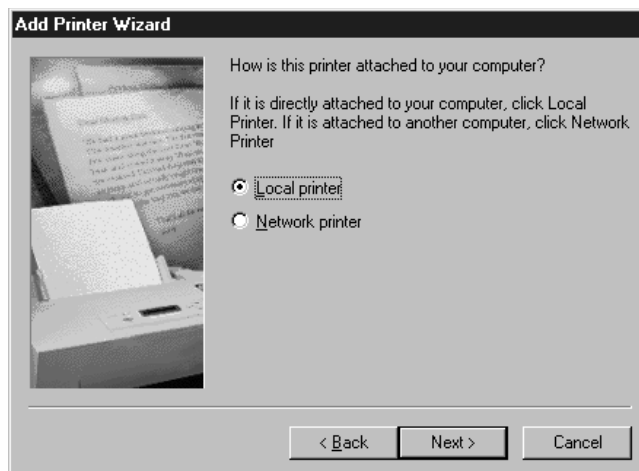 Add Printer Wizard
How is this printer attached to your computer?
If it is directly attached to your computer, click Local
Printer. If it is attached to another computer, click Network
Printer
Local printer
Network printer
< Back
Next >
Cancel